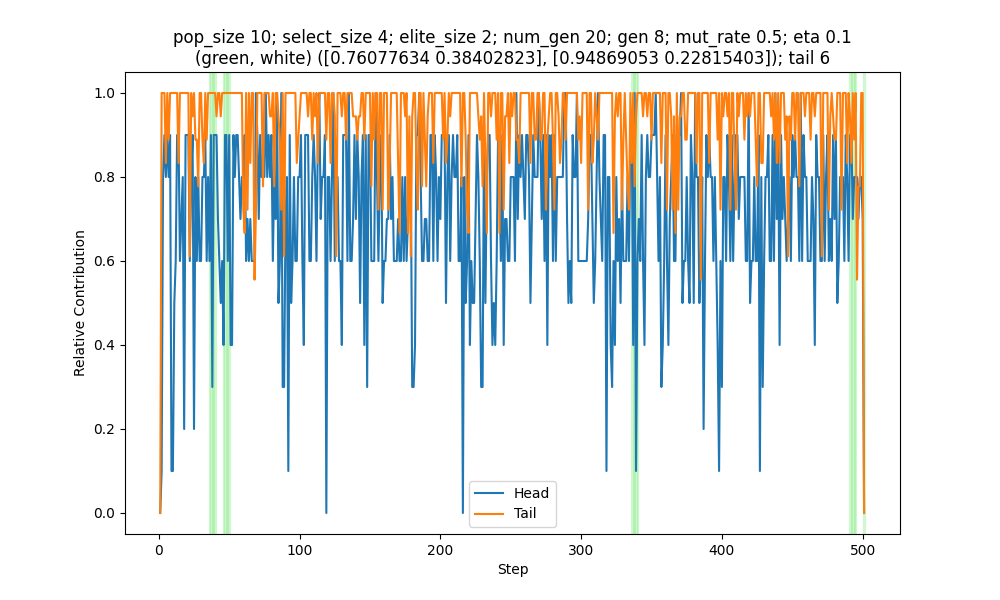 pop_size 10; select_size 4; elite_size 2; num_gen 20; gen 8; mut_rate 0.5; eta 0.1
(green, white) ([0.76077634 0.38402823], [0.94869053 0.22815403]); tail 6
1.0
0.8
0.6
0.4
0.2
0.0
Relative Contribution
Head
Tail
0
100
200
300
400
500
Step